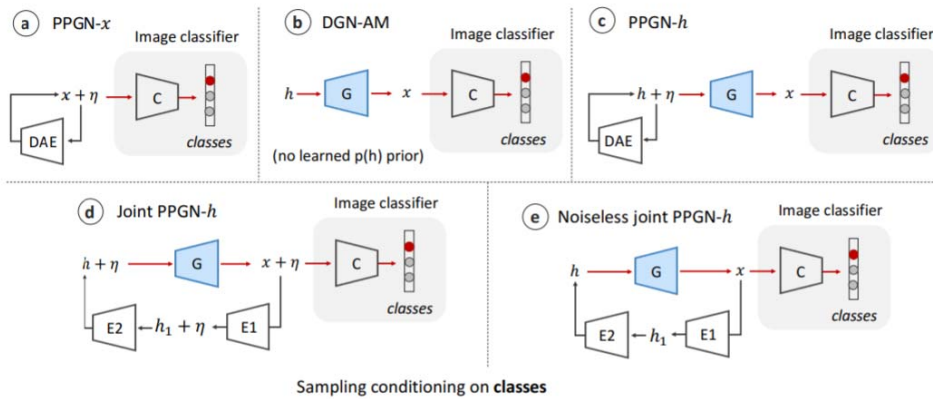 a PPGN-x
Image classifier
x + η
C
DAE
classes
b DGN-AM
Image classifier
h
G
x
C
classes
(no learned p(h) prior)
c PPGN-h
Image classifier
h + η
G
x
C
DAE
classes
d Joint PPGN-h
Image classifier
h + η
G
x + η
C
classes
E2
h₁ + η
E1
e Noiseless joint PPGN-h
Image classifier
h
G
x
C
classes
E2
h₁
E1
Sampling conditioning on classes